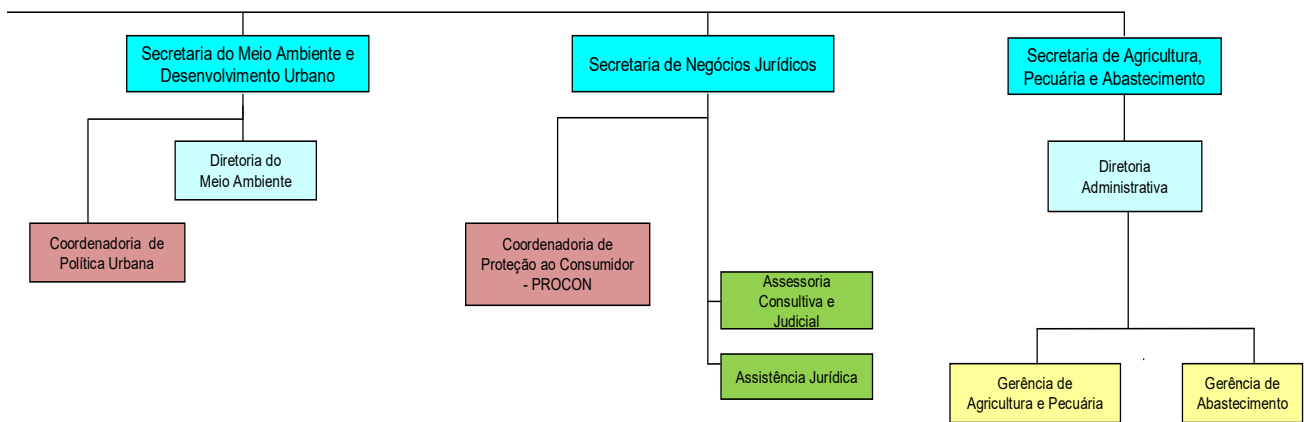 Secretaria do Meio Ambiente e
Desenvolvimento Urbano
Secretaria de Negócios Jurídicos
Secretaria de Agricultura,
Pecuária e Abastecimento
Diretoria do
Meio Ambiente
Diretoria
Administrativa
Coordenadoria de
Política Urbana
Coordenadoria de
Proteção ao Consumidor
- PROCON
Assessoria
Consultiva e
Judicial
Assistência Jurídica
Gerência de
Agricultura e Pecuária
Gerência de
Abastecimento